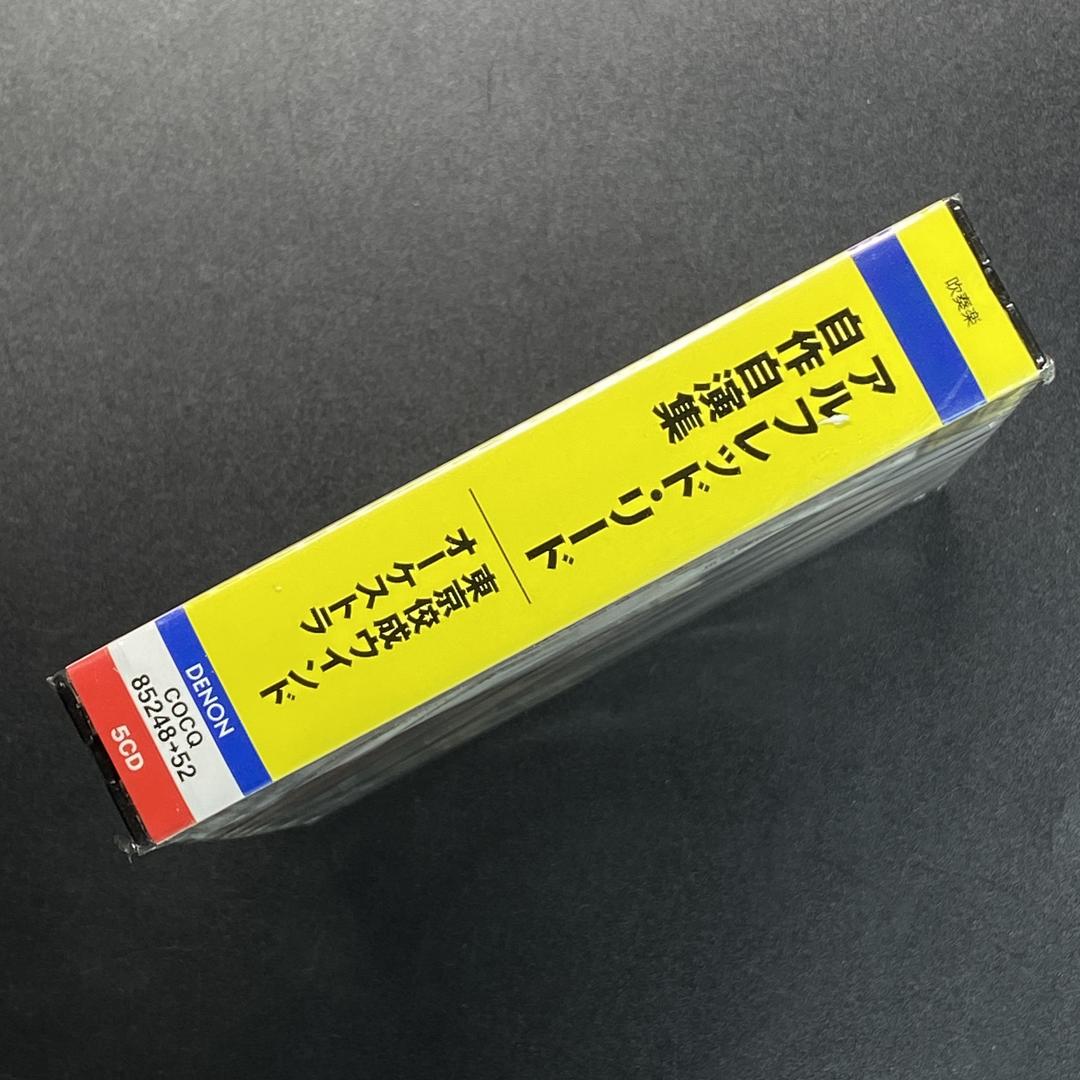 吹奏楽
アルフレッド・リード
自作自演集
東京佼成ウインド
オーケストラ
DENON
COCQ
85248→52
5CD